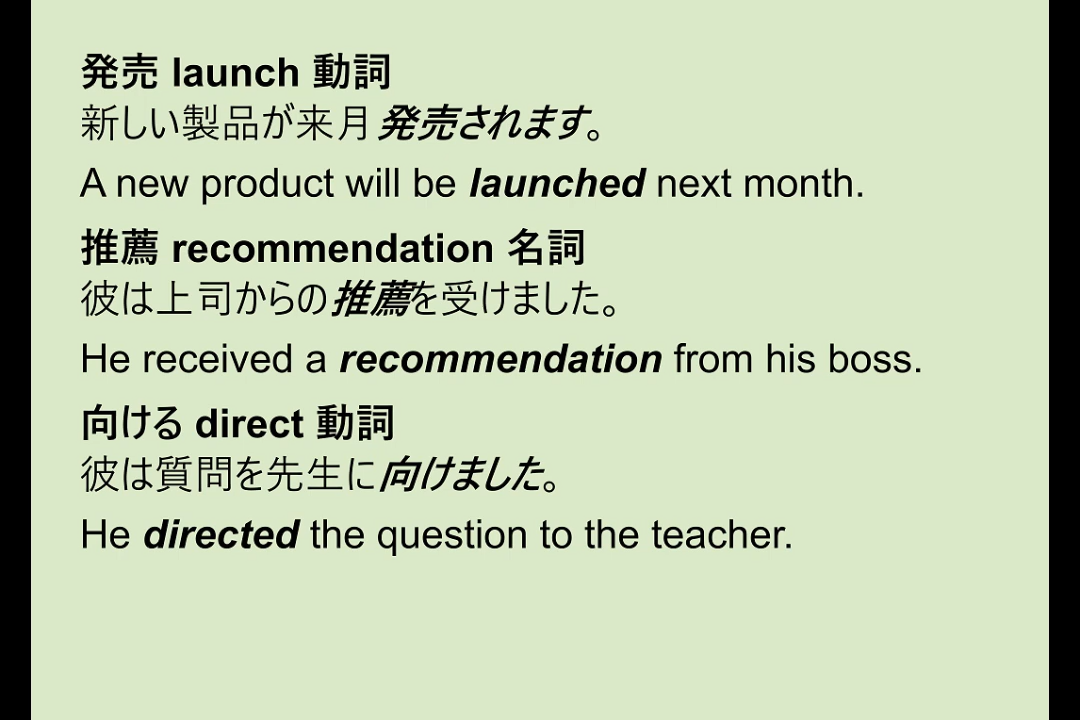 発売 launch 動詞
新しい製品が来月発売されます。
A new product will be launched next month.
推薦 recommendation 名詞
彼は上司からの推薦を受けました。
He received a recommendation from his boss.
向ける direct 動詞
彼は質問を先生に向けました。
He directed the question to the teacher.